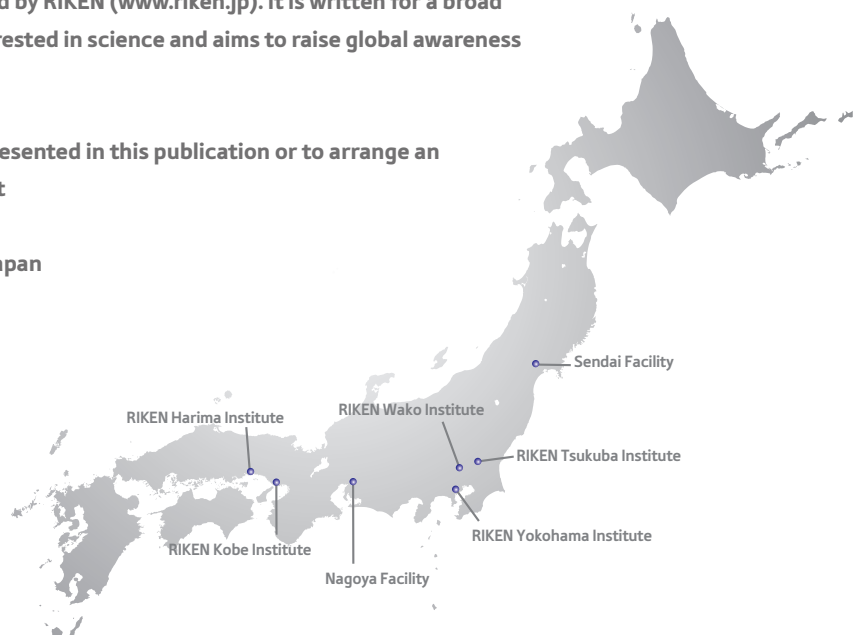 d by RIKEN (www.riken.jp). It is written for a broad
rested in science and aims to raise global awareness
esented in this publication or to arrange an
t
apan
Sendai Facility
RIKEN Harima Institute
RIKEN Wako Institute
RIKEN Tsukuba Institute
RIKEN Yokohama Institute
RIKEN Kobe Institute
Nagoya Facility